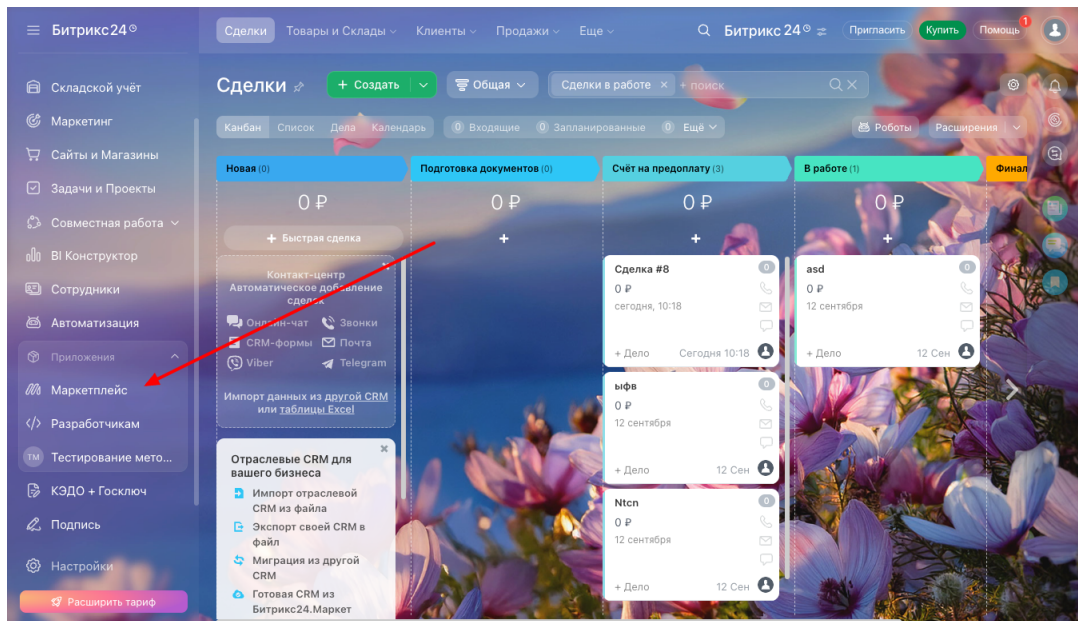 Битрикс24
Сделки
Товары и Склады
Клиенты
Продажи
Еще
Битрикс 24
Пригласить
Купить
Помощь
1
Складской учёт
Маркетинг
Сайты и Магазины
Задачи и Проекты
Совместная работа
BI Конструктор
Сотрудники
Автоматизация
Приложения
Маркетплейс
Разработчикам
ТМ Тестирование мето...
КЭДО + Госключ
Подпись
Настройки
Расширить тариф
Сделки
+ Создать
Общая
Сделки в работе ×
+ поиск
Канбан
Список
Дела
Календарь
0 Входящие
0 Запланированные
0 Ещё
Роботы
Расширения
Новая (0)
0 ₽
+ Быстрая сделка
Контакт-центр
Автоматическое добавление
сделок
Онлайн-чат
Звонки
CRM-формы
Почта
Viber
Telegram
Импорт данных из другой CRM
или таблицы Excel
Отраслевые CRM для
вашего бизнеса
Импорт отраслевой
CRM из файла
Экспорт своей CRM в
файл
Миграция из другой
CRM
Готовая CRM из
Битрикс24.Маркет
Подготовка документов (0)
0 ₽
+
Счёт на предоплату (3)
0 ₽
+
Сделка #8
0
0 ₽
сегодня, 10:18
+ Дело
Сегодня 10:18
ыфв
0
0 ₽
12 сентября
+ Дело
12 Сен
Ntcn
0
0 ₽
12 сентября
+ Дело
12 Сен
В работе (1)
0 ₽
+
asd
0
0 ₽
12 сентября
+ Дело
12 Сен
Финал